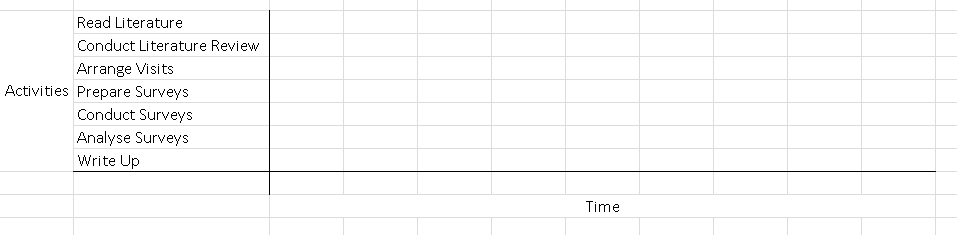 Read Literature
Conduct Literature Review
Arrange Visits
Activities Prepare Surveys
Conduct Surveys
Analyse Surveys
Write Up
Time